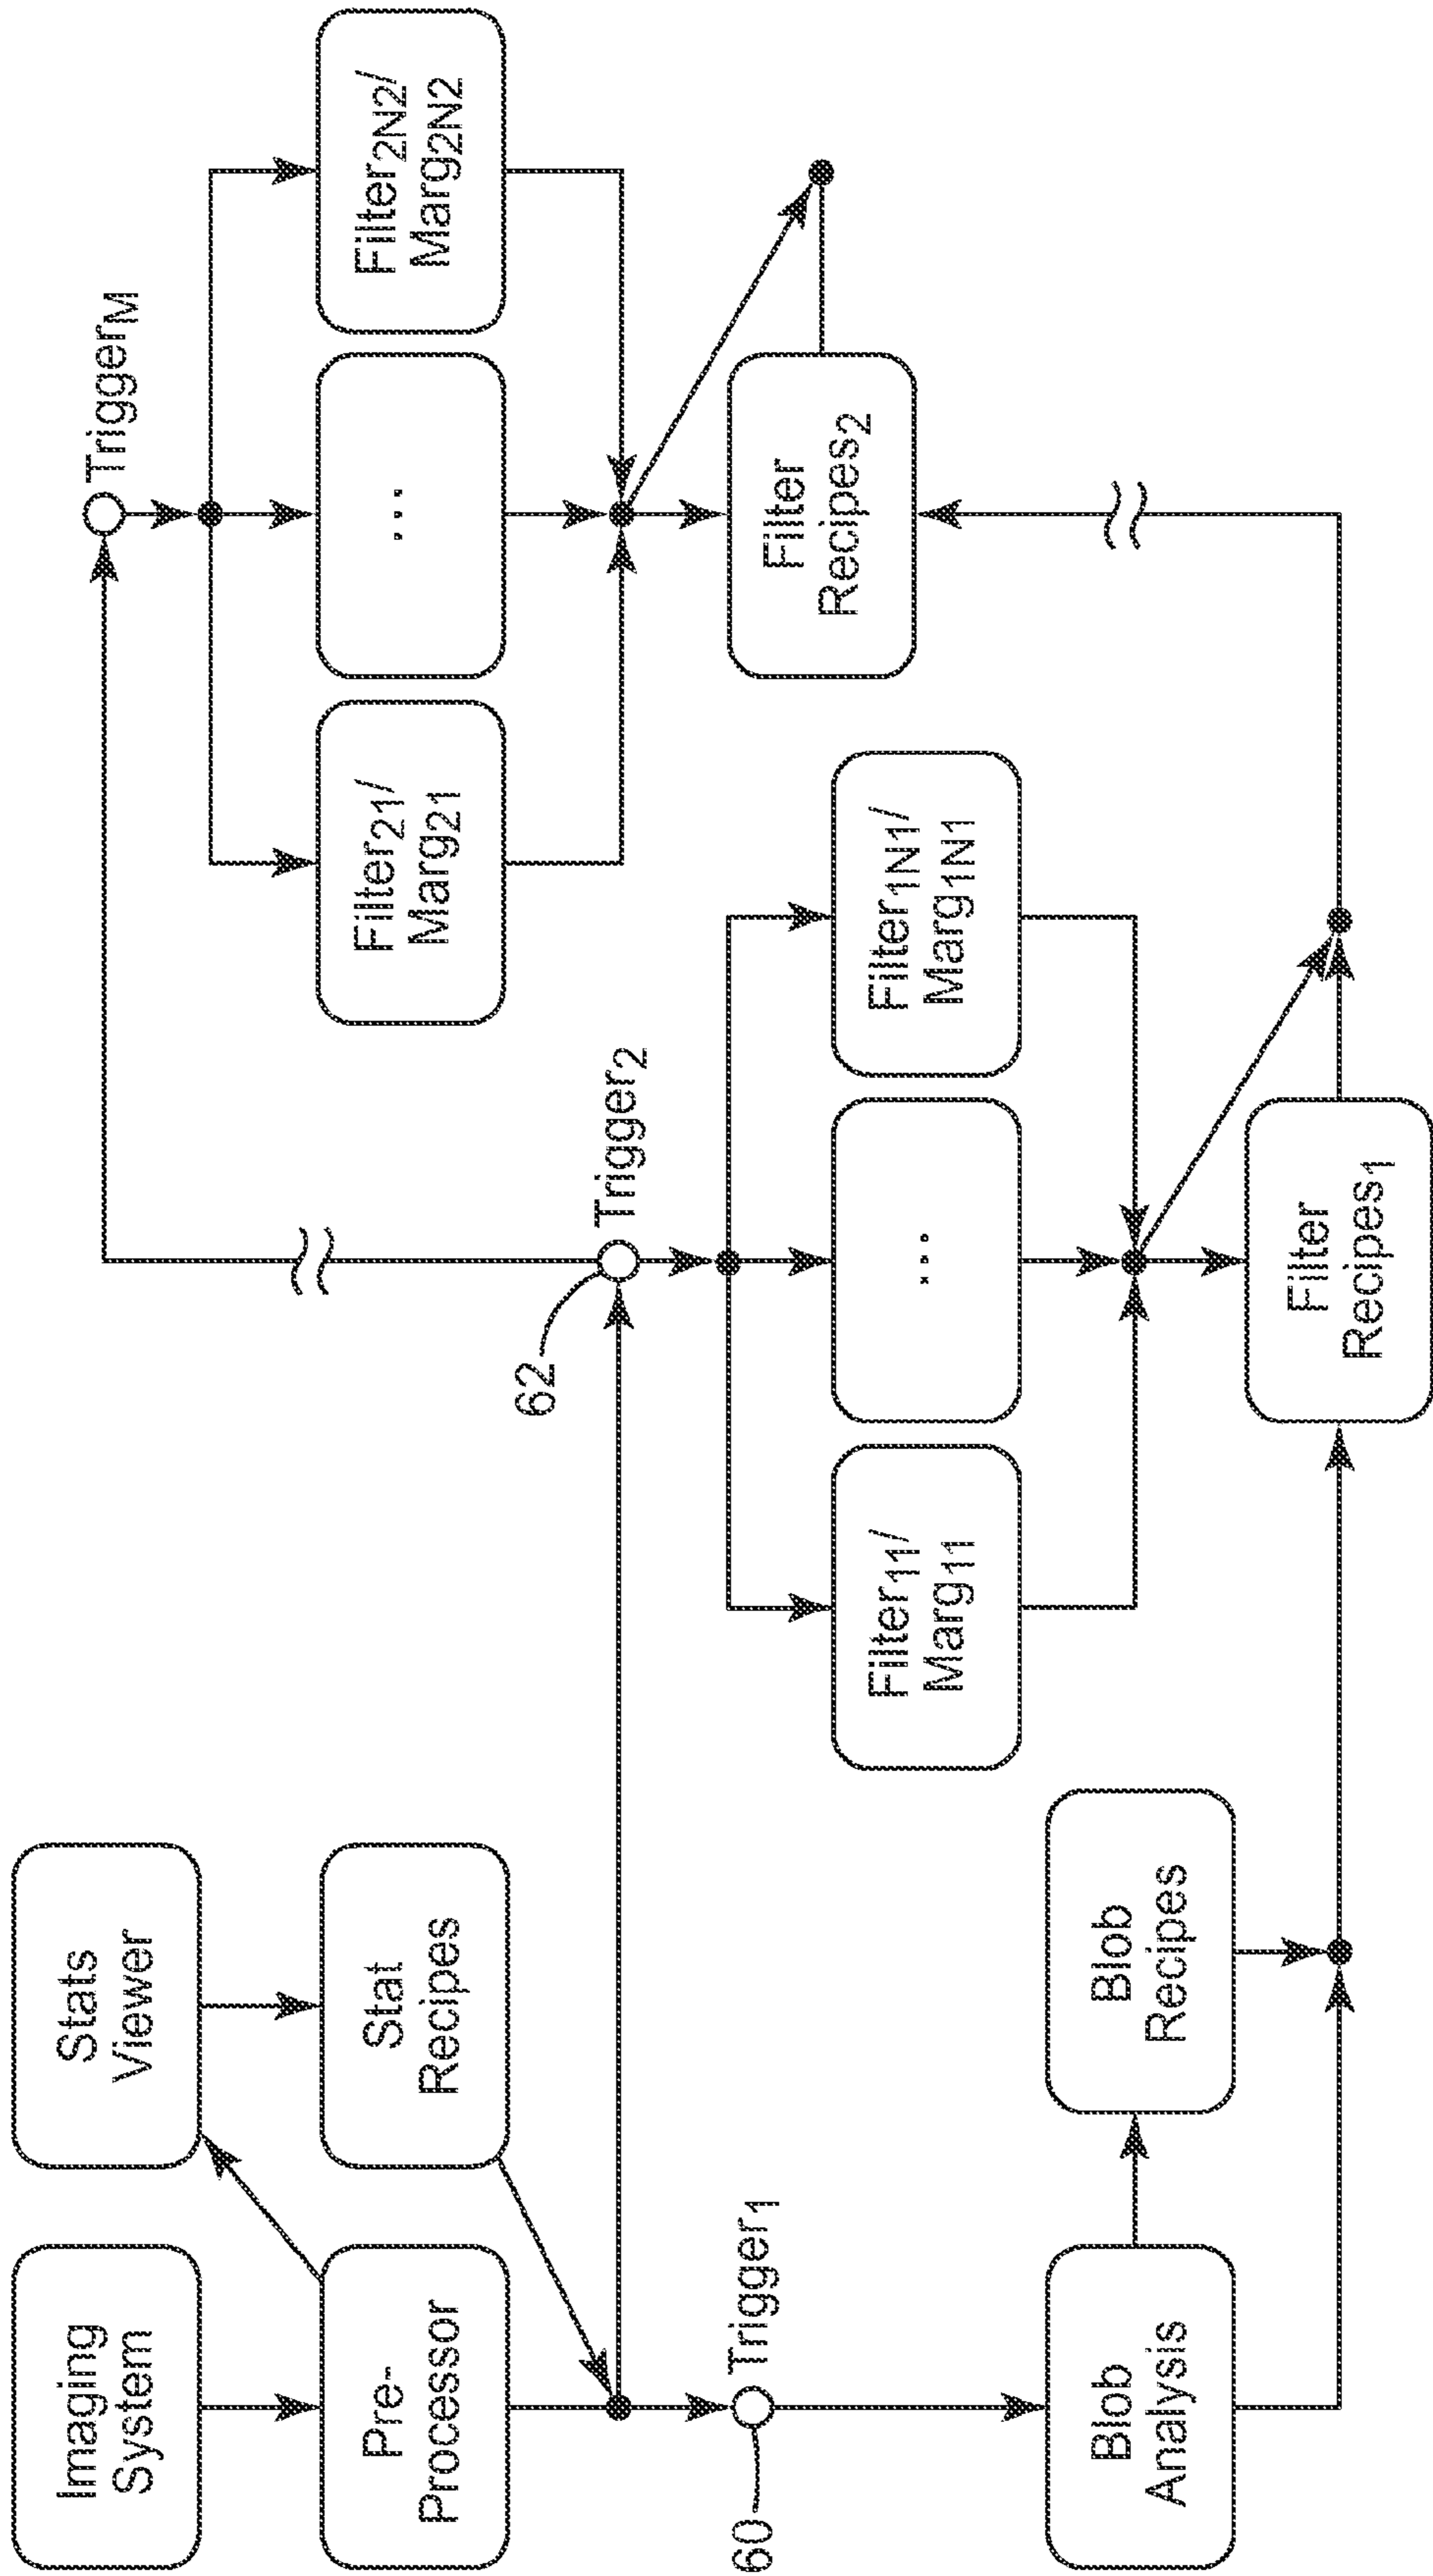 Imaging
System
Stats
Viewer
Pre-
Processor
Stat
Recipes
60
Trigger1
Blob
Analysis
Blob
Recipes
62
Trigger2
Filter11/
Marg11
...
Filter1N1/
Marg1N1
Filter
Recipes1
TriggerM
Filter21/
Marg21
...
Filter2N2/
Marg2N2
Filter
Recipes2